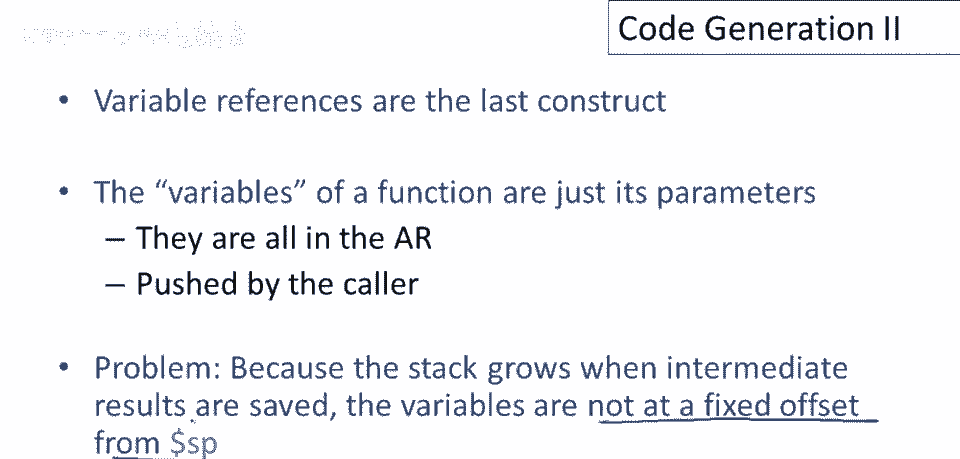 Code Generation II
• Variable references are the last construct
• The “variables” of a function are just its parameters
– They are all in the AR
– Pushed by the caller
• Problem: Because the stack grows when intermediate
results are saved, the variables are not at a fixed offset
from $sp